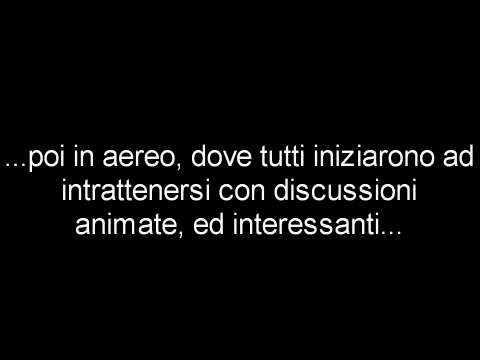 ...poi in aereo, dove tutti iniziarono ad
intrattenersi con discussioni
animate, ed interessanti...